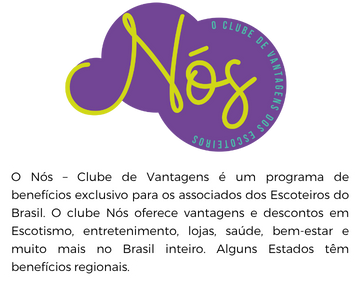 Nós
O CLUBE DE VANTAGENS DOS ESCOTEIROS
O Nós – Clube de Vantagens é um programa de
benefícios exclusivo para os associados dos Escoteiros do
Brasil. O clube Nós oferece vantagens e descontos em
Escotismo, entretenimento, lojas, saúde, bem-estar e
muito mais no Brasil inteiro. Alguns Estados têm
benefícios regionais.